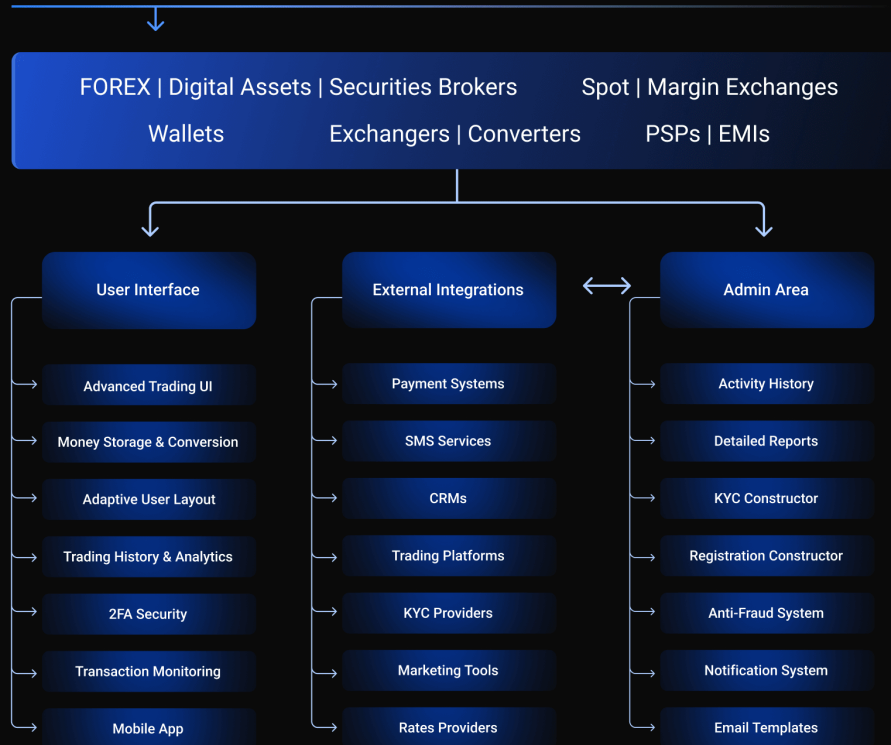 FOREX | Digital Assets | Securities Brokers
Spot | Margin Exchanges
Wallets
Exchangers | Converters
PSPs | EMIs
User Interface
Advanced Trading UI
Money Storage & Conversion
Adaptive User Layout
Trading History & Analytics
2FA Security
Transaction Monitoring
Mobile App
External Integrations
Payment Systems
SMS Services
CRMs
Trading Platforms
KYC Providers
Marketing Tools
Rates Providers
Admin Area
Activity History
Detailed Reports
KYC Constructor
Registration Constructor
Anti-Fraud System
Notification System
Email Templates